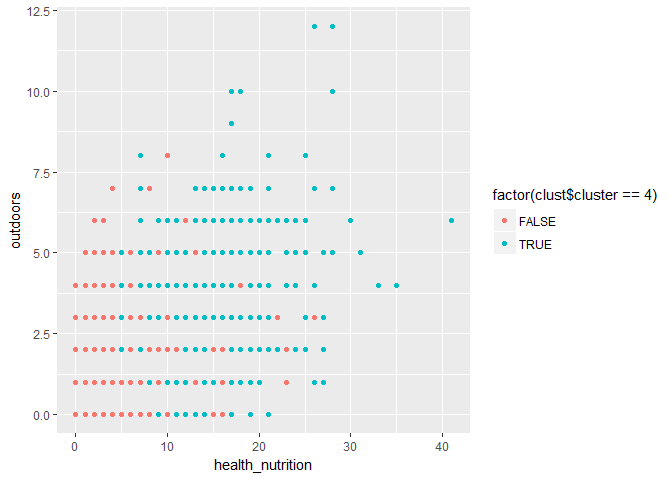 12.5
10.0
7.5
5.0
2.5
0.0
outdoors
0 10 20 30 40
health_nutrition
factor(clust$cluster == 4)
FALSE
TRUE